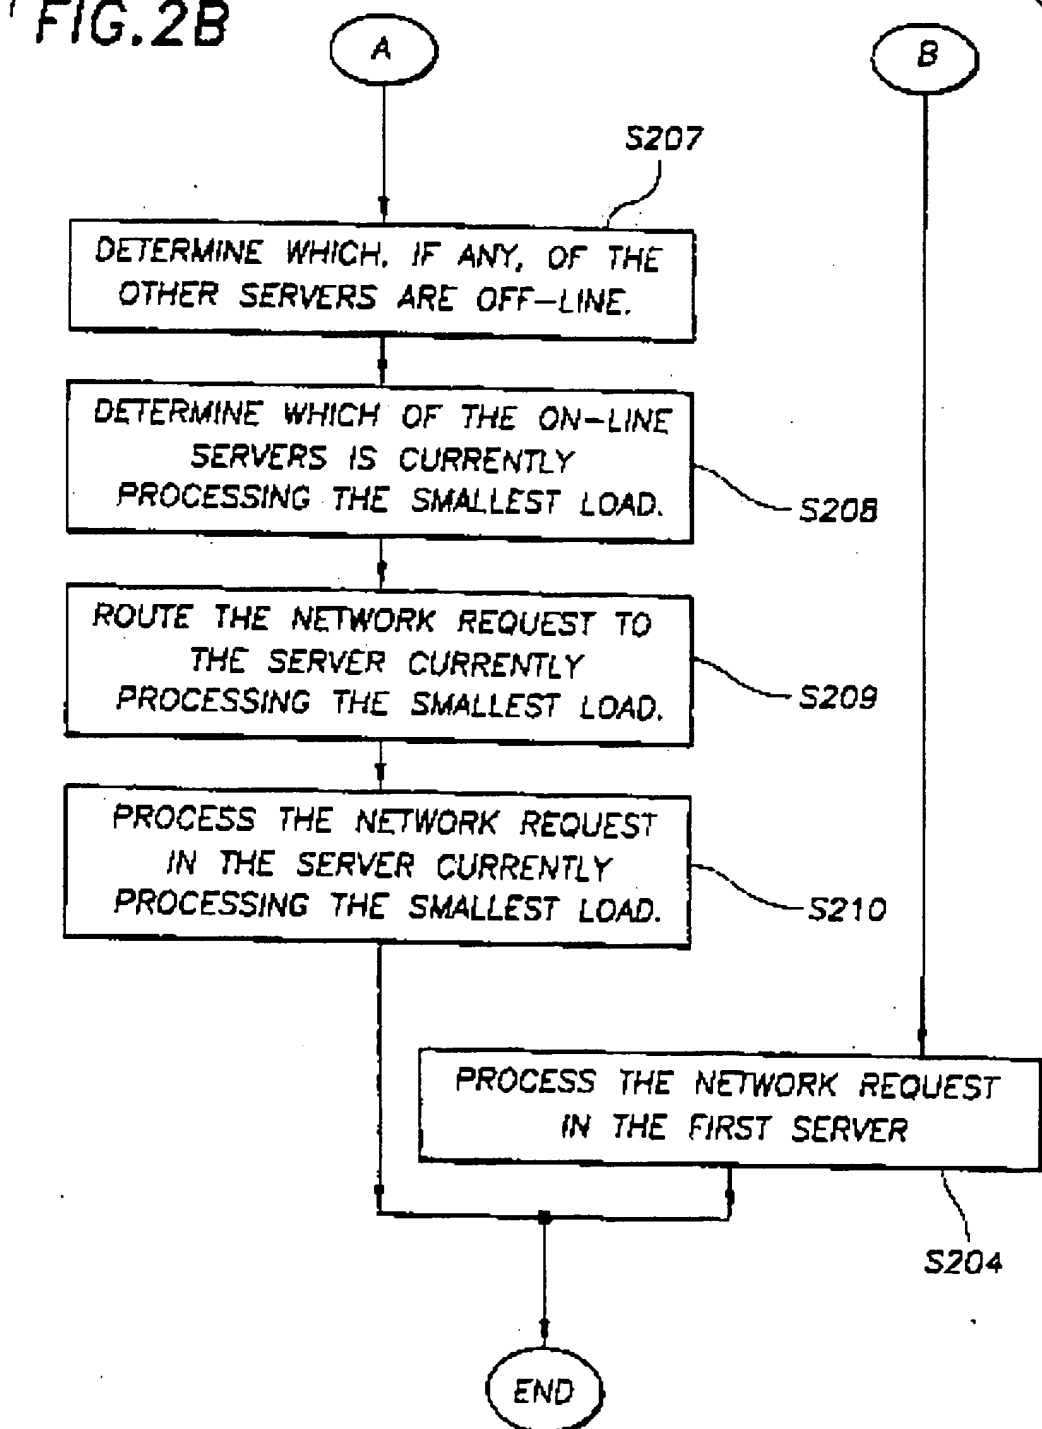 FIG.2B
A
B
S207
DETERMINE WHICH, IF ANY, OF THE
OTHER SERVERS ARE OFF-LINE.
DETERMINE WHICH OF THE ON-LINE
SERVERS IS CURRENTLY
PROCESSING THE SMALLEST LOAD.
S208
ROUTE THE NETWORK REQUEST TO
THE SERVER CURRENTLY
PROCESSING THE SMALLEST LOAD.
S209
PROCESS THE NETWORK REQUEST
IN THE SERVER CURRENTLY
PROCESSING THE SMALLEST LOAD.
S210
PROCESS THE NETWORK REQUEST
IN THE FIRST SERVER
S204
END